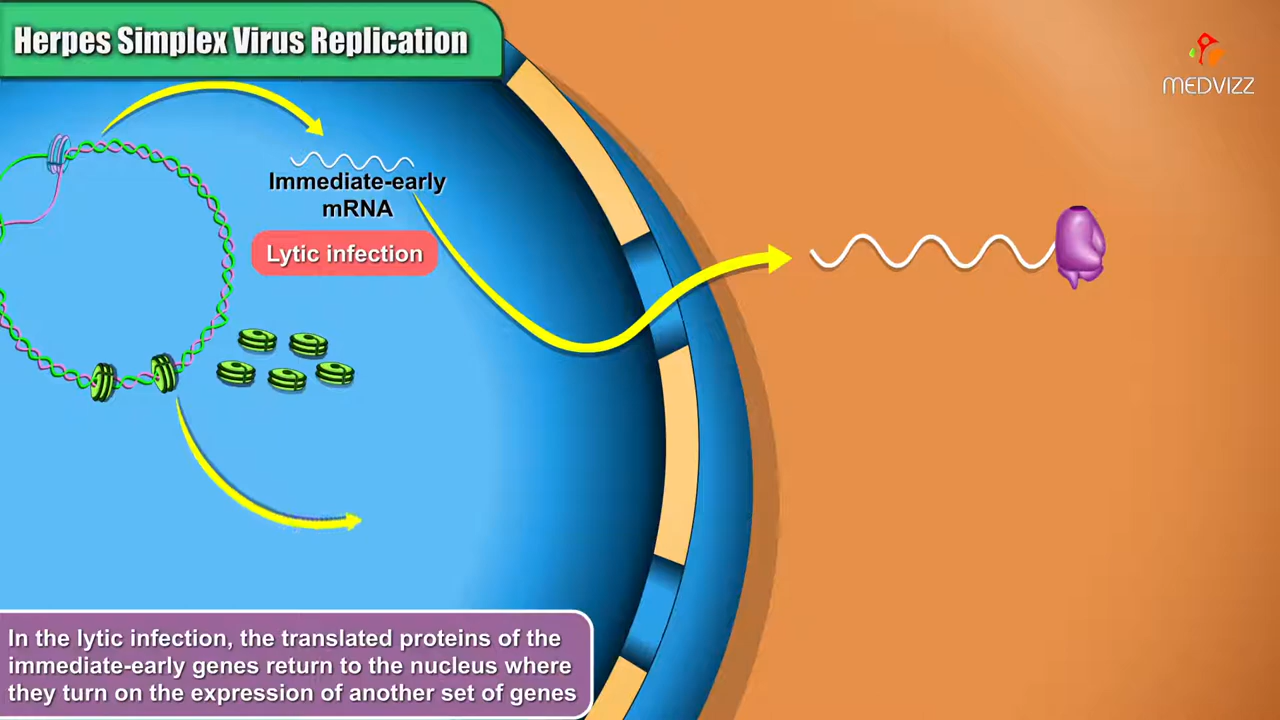 Herpes Simplex Virus Replication
MEDVIZZ
Immediate-early
mRNA
Lytic infection
In the lytic infection, the translated proteins of the
immediate-early genes return to the nucleus where
they turn on the expression of another set of genes